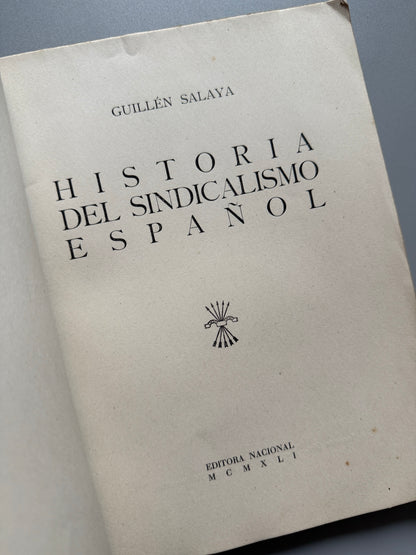 GUILLÉN SALAYA
HISTORIA
DEL SINDICALISMO
ESPAÑOL
EDITORA NACIONAL
MCMXLI